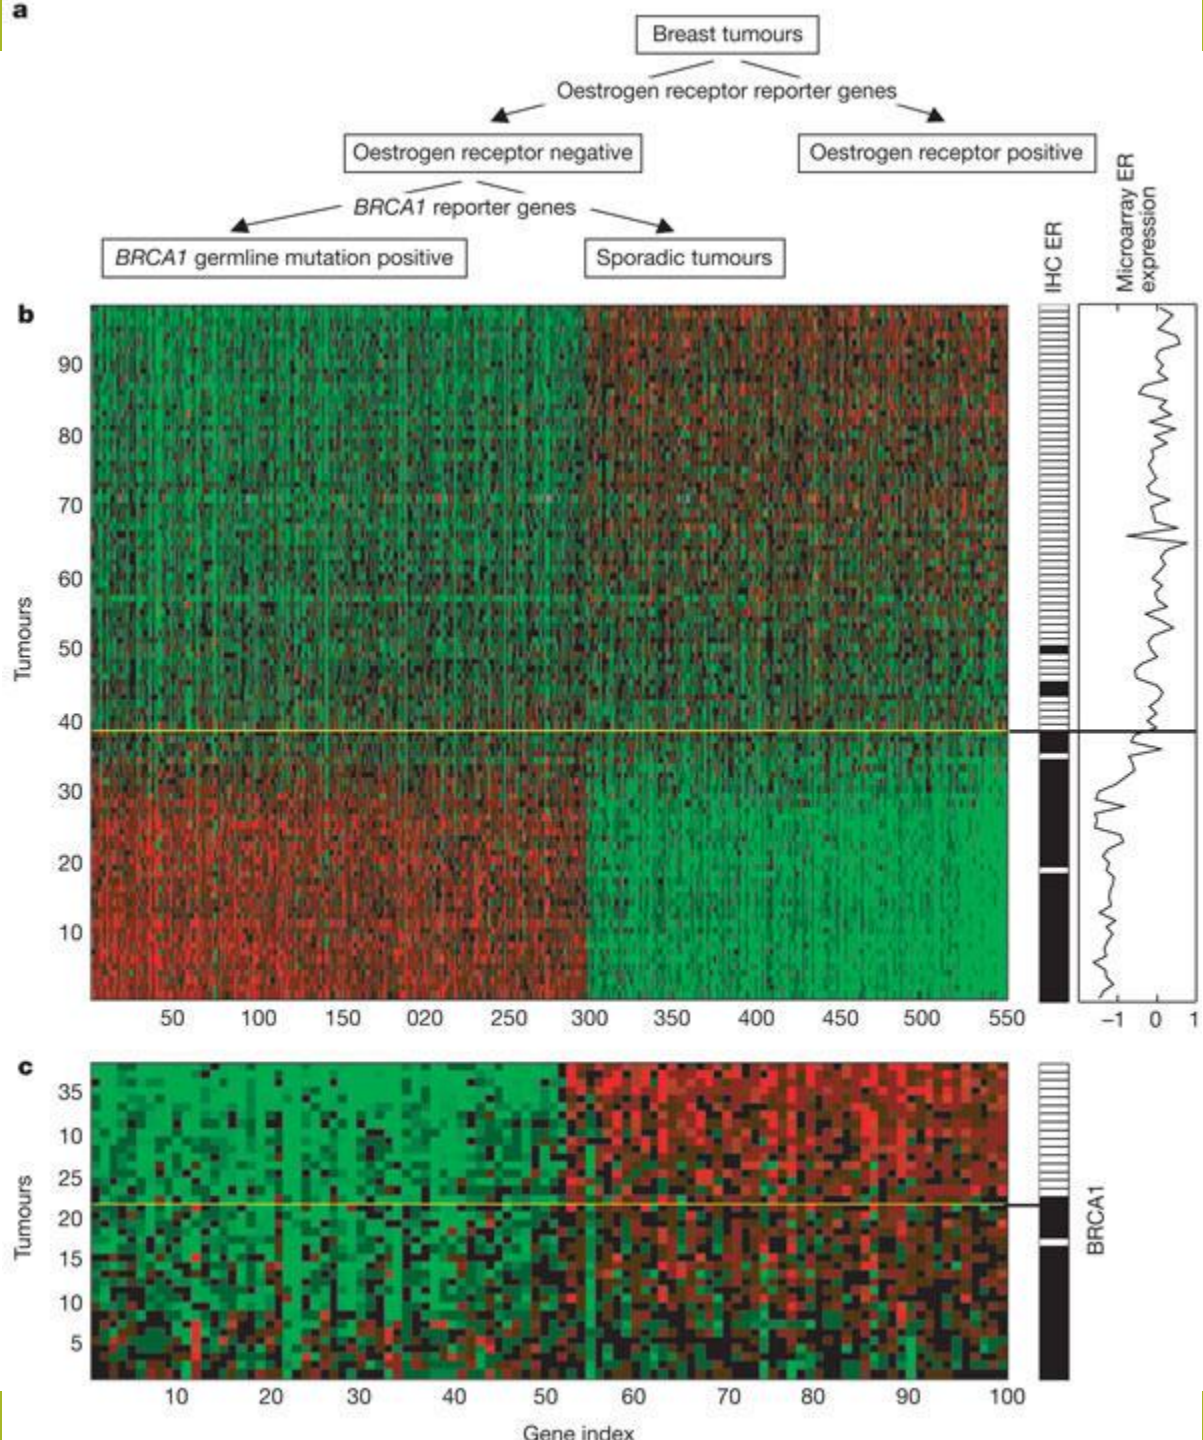 a
Breast tumours
Oestrogen receptor reporter genes
Oestrogen receptor negative
Oestrogen receptor positive
BRCA1 reporter genes
BRCA1 germline mutation positive
Sporadic tumours
IHC ER
Microarray ER
expression
b
90
80
70
60
50
40
30
20
10
Tumours
50 100 150 020 250 300 350 400 450 500 550
–1 0 1
c
35
10
25
20
15
10
5
Tumours
BRCA1
10 20 30 40 50 60 70 80 90 100
Gene index